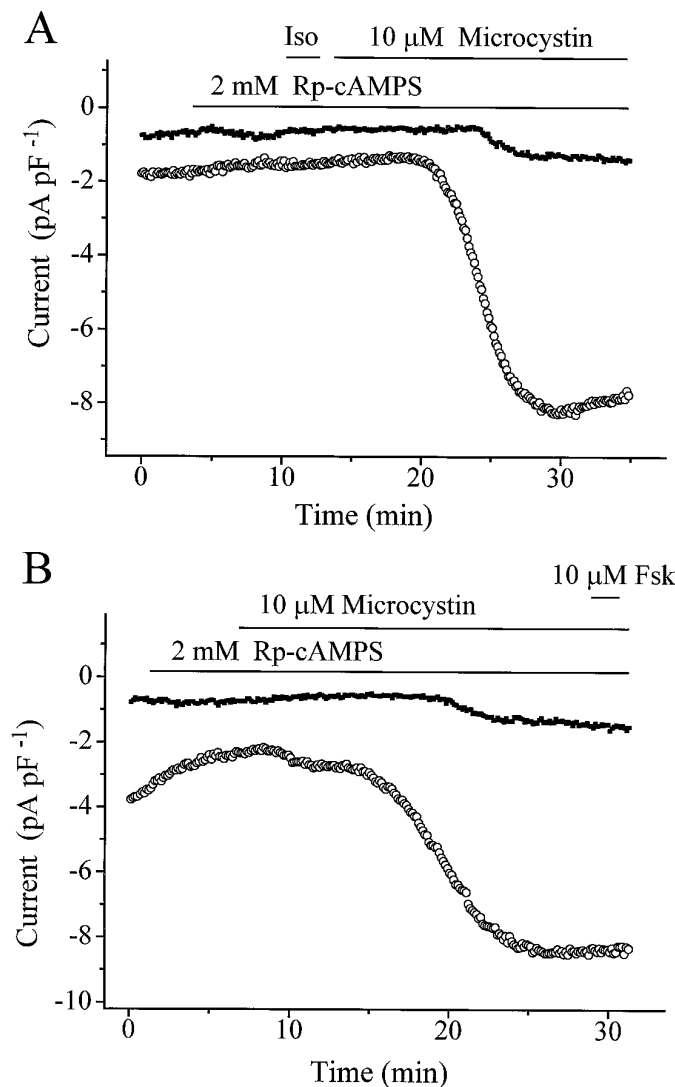 A
Iso 10 μM Microcystin
2 mM Rp-cAMPS
0
-2
-4
-6
-8
Current (pA pF⁻¹)
0 10 20 30
Time (min)
B
10 μM Fsk
10 μM Microcystin
2 mM Rp-cAMPS
0
-2
-4
-6
-8
-10
Current (pA pF⁻¹)
0 10 20 30
Time (min)